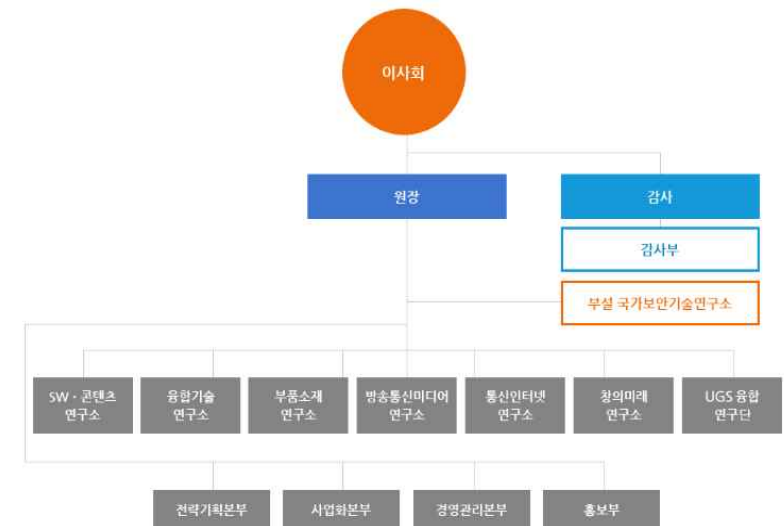 이사회
원장
감사
감사부
부설 국가보안기술연구소
SW · 콘텐츠
연구소
융합기술
연구소
부품소재
연구소
방송통신미디어
연구소
통신인터넷
연구소
창의미래
연구소
UGS 융합
연구단
전략기획본부
사업화본부
경영관리본부
홍보부